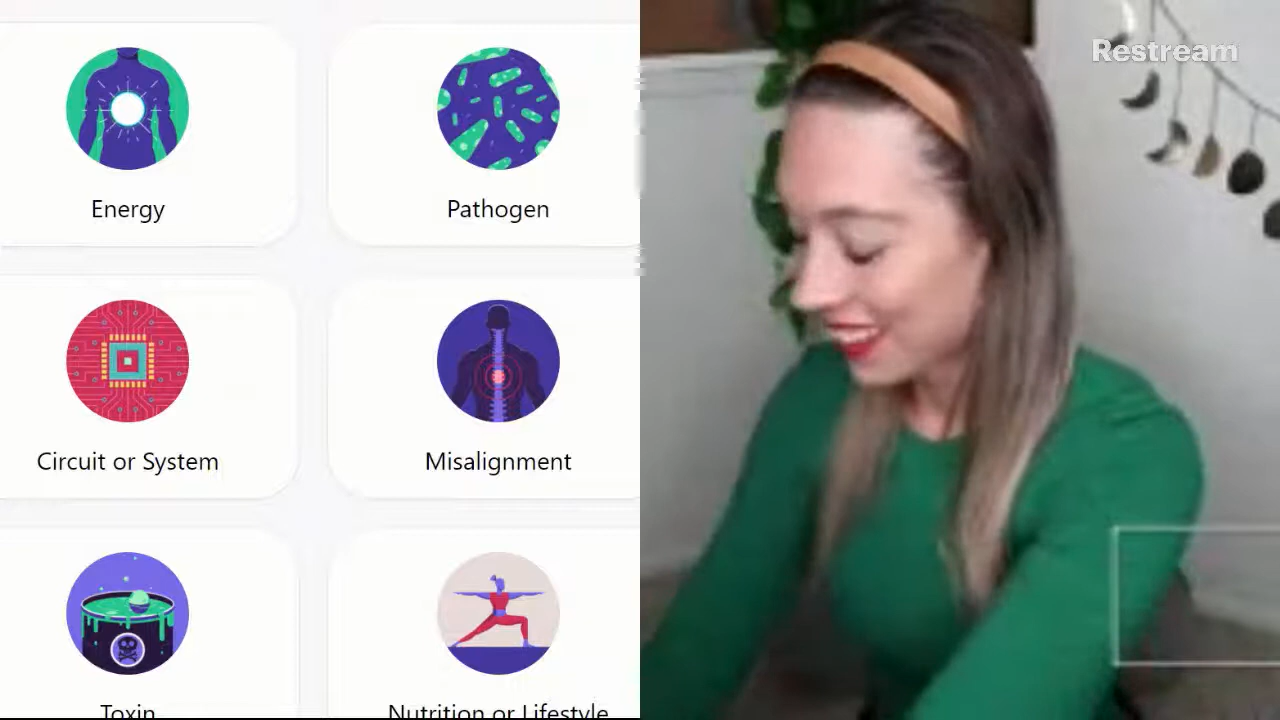 Restream
Energy
Pathogen
Circuit or System
Misalignment
Toxin
Nutrition or Lifestyle